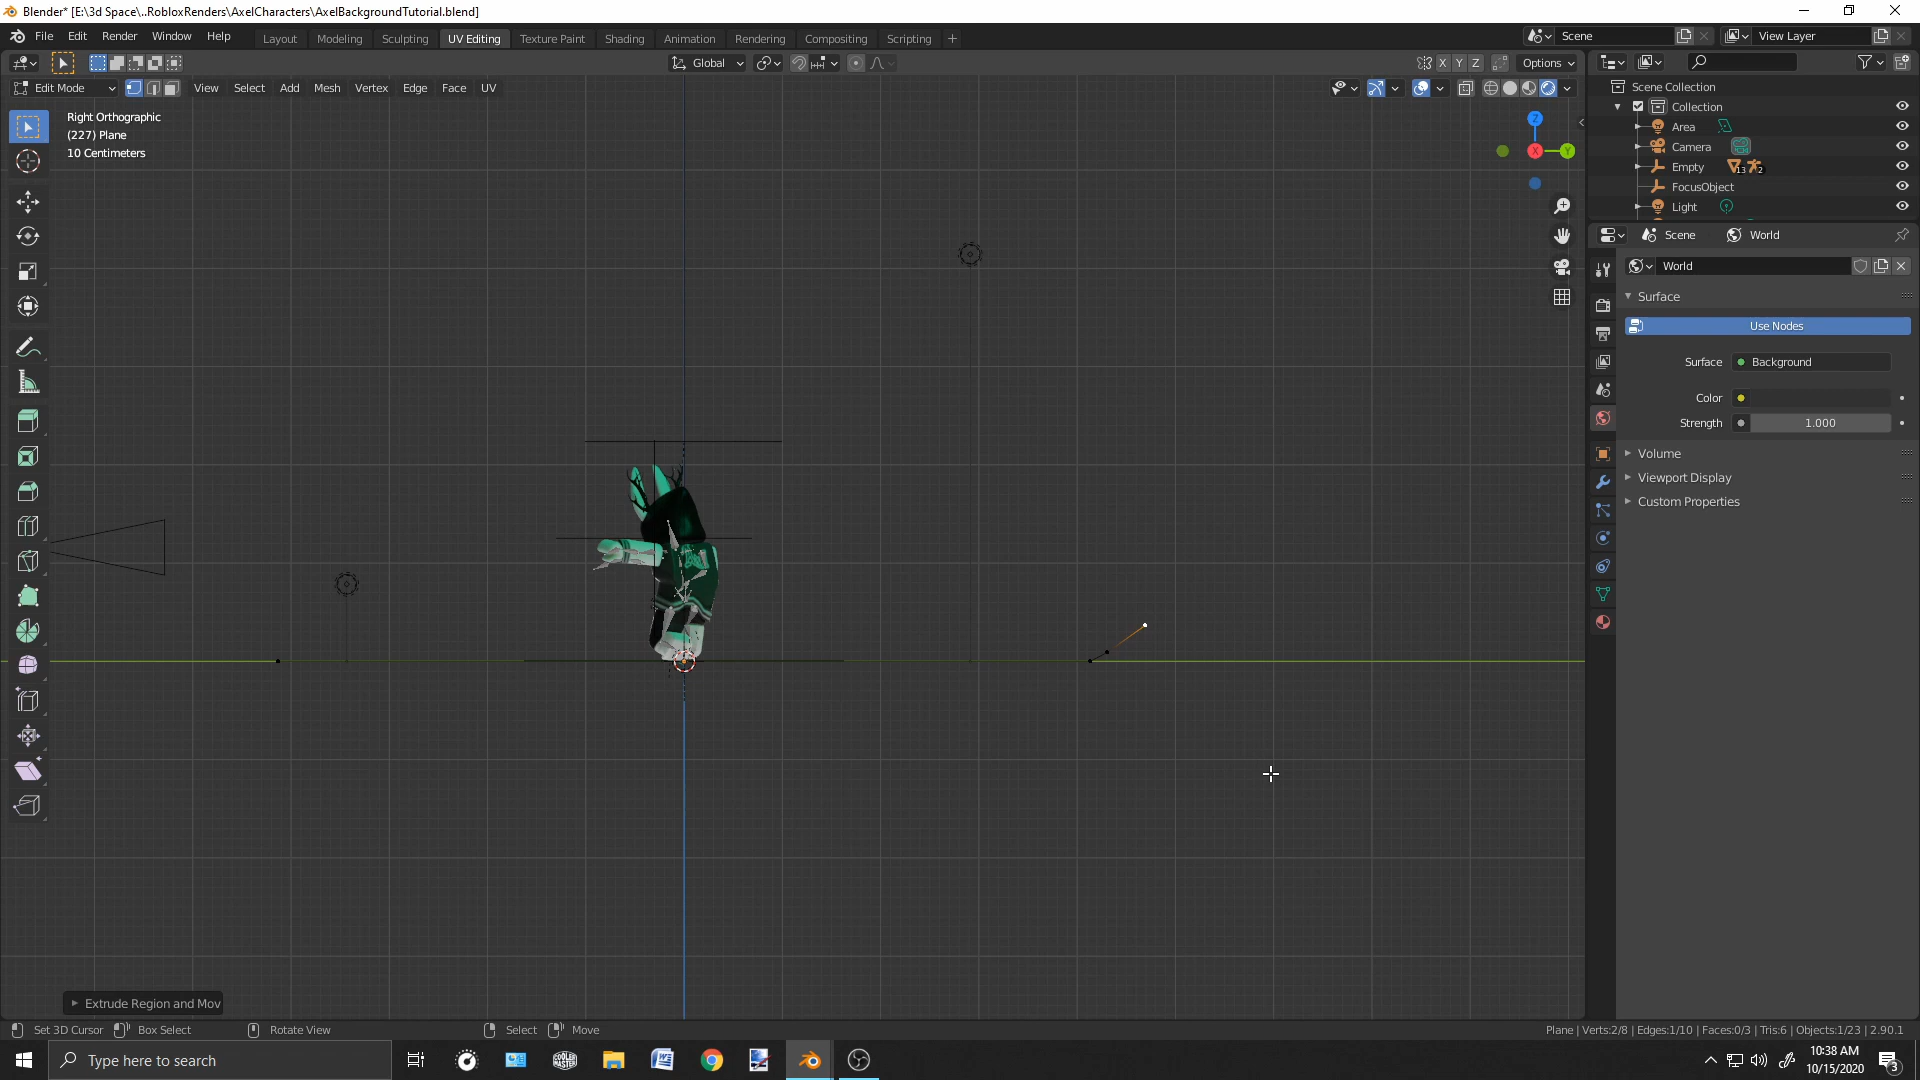 Blender* [E:\3d Space\..RobloxRenders\AxelCharacters\AxelBackgroundTutorial.blend]
File Edit Render Window Help Layout Modeling Sculpting UV Editing Texture Paint Shading Animation Rendering Compositing Scripting + Scene View Layer
Global X Y Z Options
Edit Mode View Select Add Mesh Vertex Edge Face UV
Scene Collection
Collection
Area
Camera
Empty 13 2
FocusObject
Light
Right Orthographic
(227) Plane
10 Centimeters
Z
X Y
Scene World
World
Surface
Use Nodes
Surface Background
Color
Strength 1.000
Volume
Viewport Display
Custom Properties
Extrude Region and Mov
Set 3D Cursor Box Select Rotate View Select Move Plane | Verts:2/8 | Edges:1/10 | Faces:0/3 | Tris:6 | Objects:1/23 | 2.90.1
Type here to search
COOLER MASTER
10:38 AM
10/15/2020
3